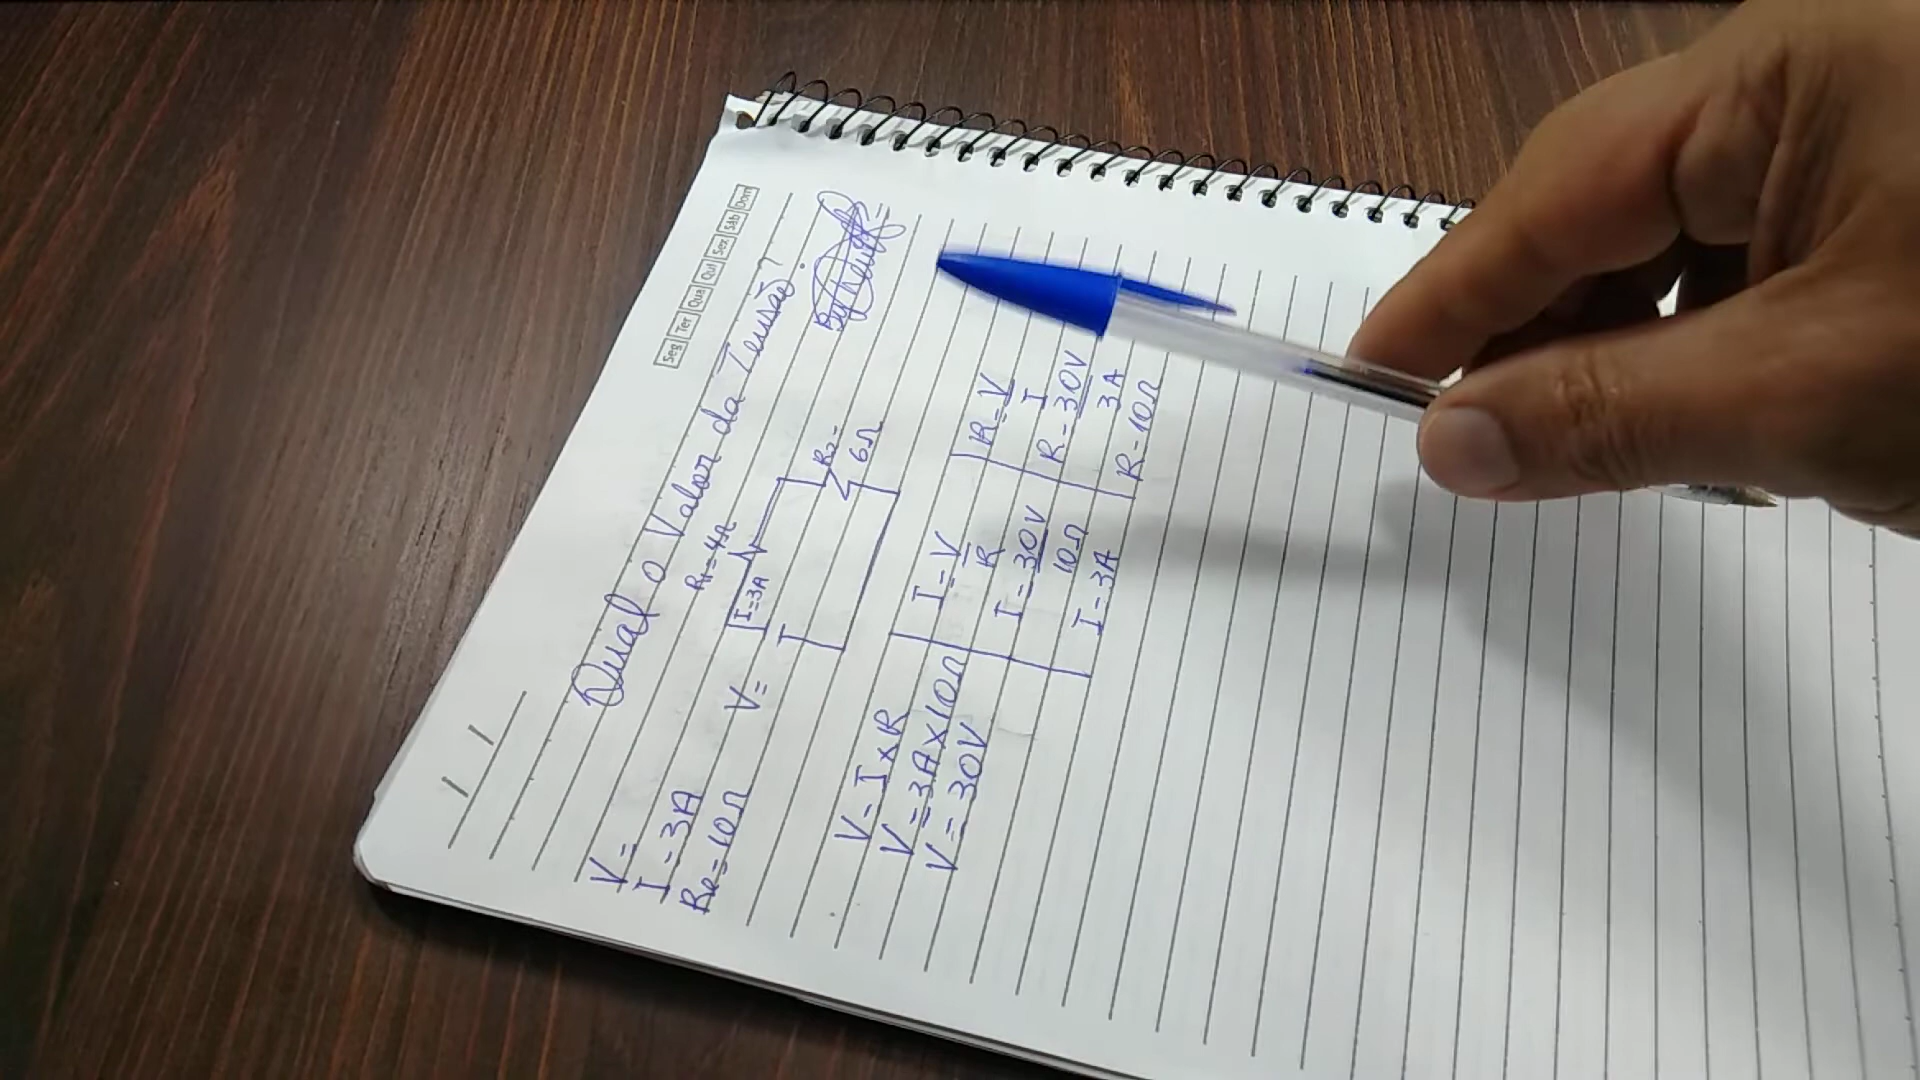 Seg Ter Qua Qui Sex Sáb Dom
/ /
Qual o Valor da Tensão?
V=
I=3A
Re=10Ω
R1=4Ω
I=3A
V=
R2=
6Ω
V=I×R
V=3A×10Ω
V=30V
I=V
R
I=30V
10Ω
I=3A
R=V
I
R=30V
3A
R=10Ω